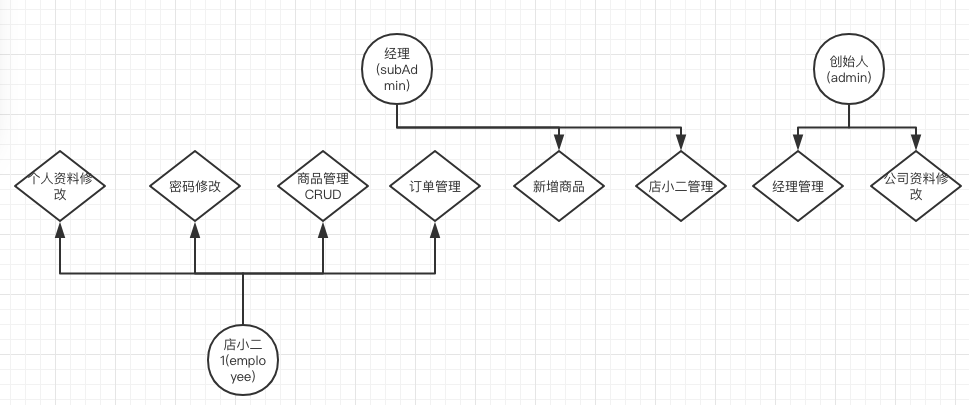 经理
(subAd
min)
创始人
(admin)
个人资料修
改
密码修改
商品管理
CRUD
订单管理
新增商品
店小二管理
经理管理
公司资料修
改
店小二
1(emplo
yee)